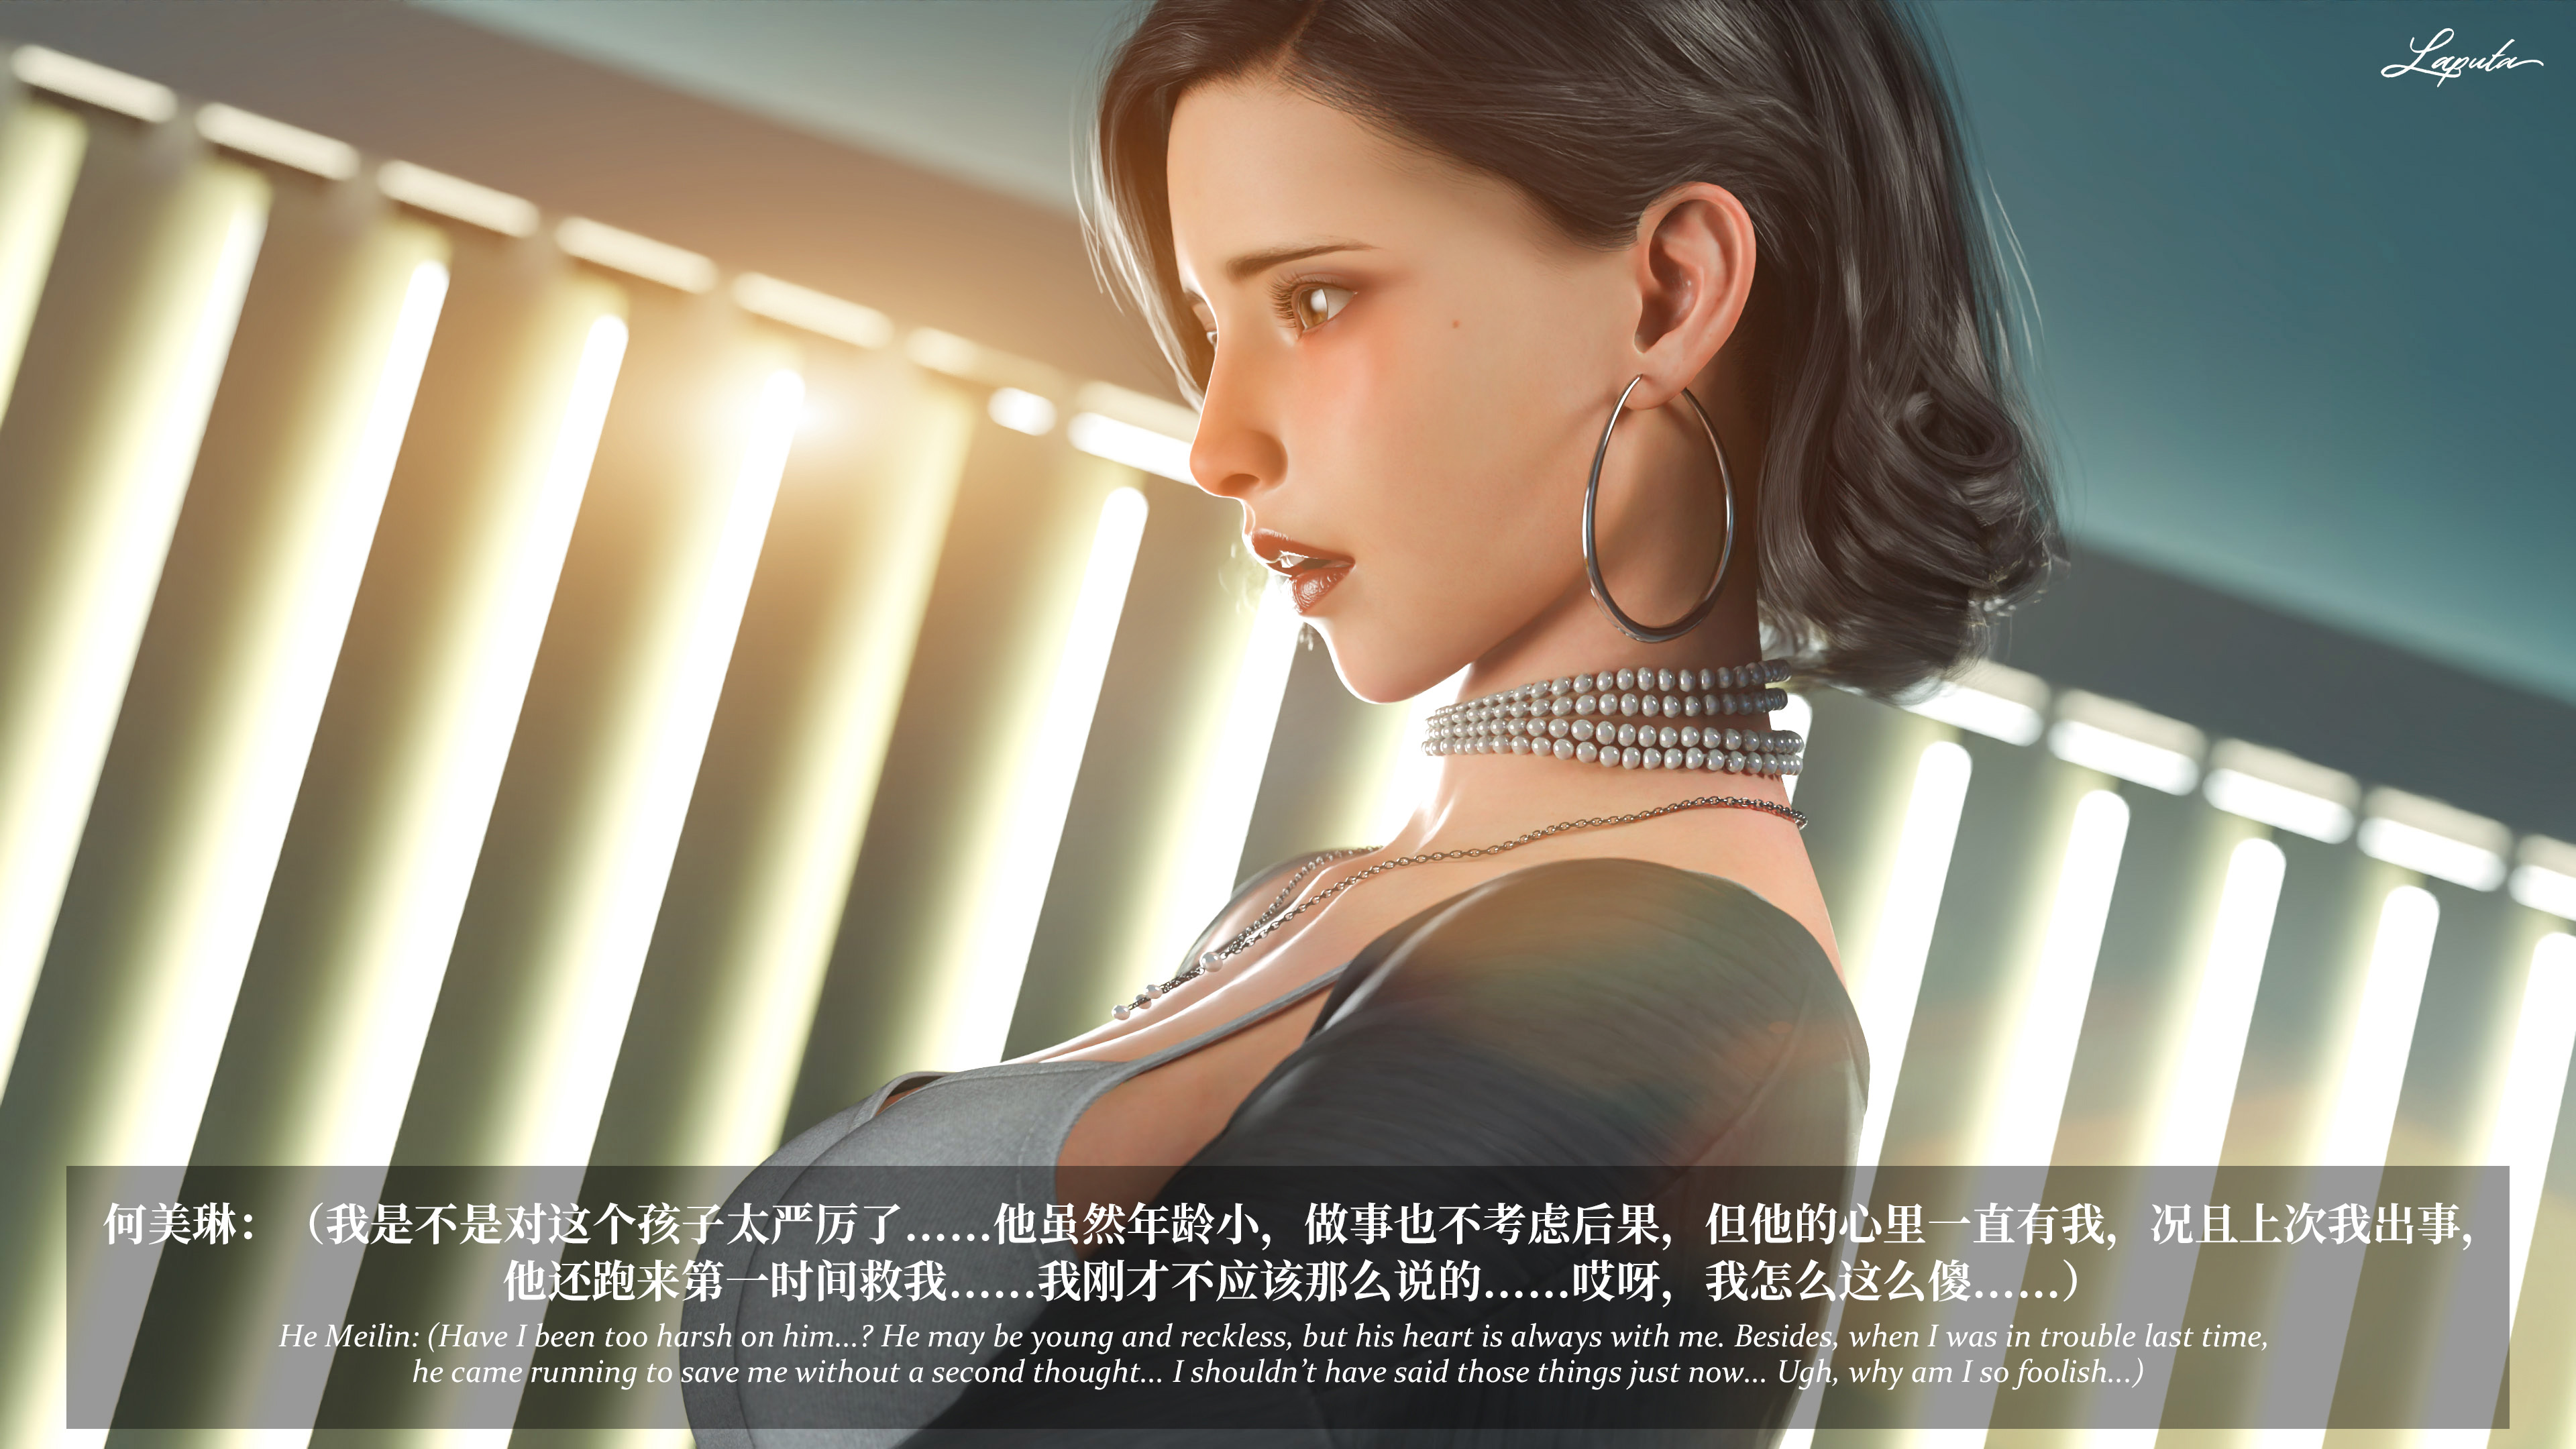 Laputa
何美琳：（我是不是对这个孩子太严厉了……他虽然年龄小，做事也不考虑后果，但他的心里一直有我，况且上次我出事，
他还跑来第一时间救我……我刚才不应该那么说的……哎呀，我怎么这么傻……）
He Meilin: (Have I been too harsh on him...? He may be young and reckless, but his heart is always with me. Besides, when I was in trouble last time,
he came running to save me without a second thought... I shouldn’t have said those things just now... Ugh, why am I so foolish...)